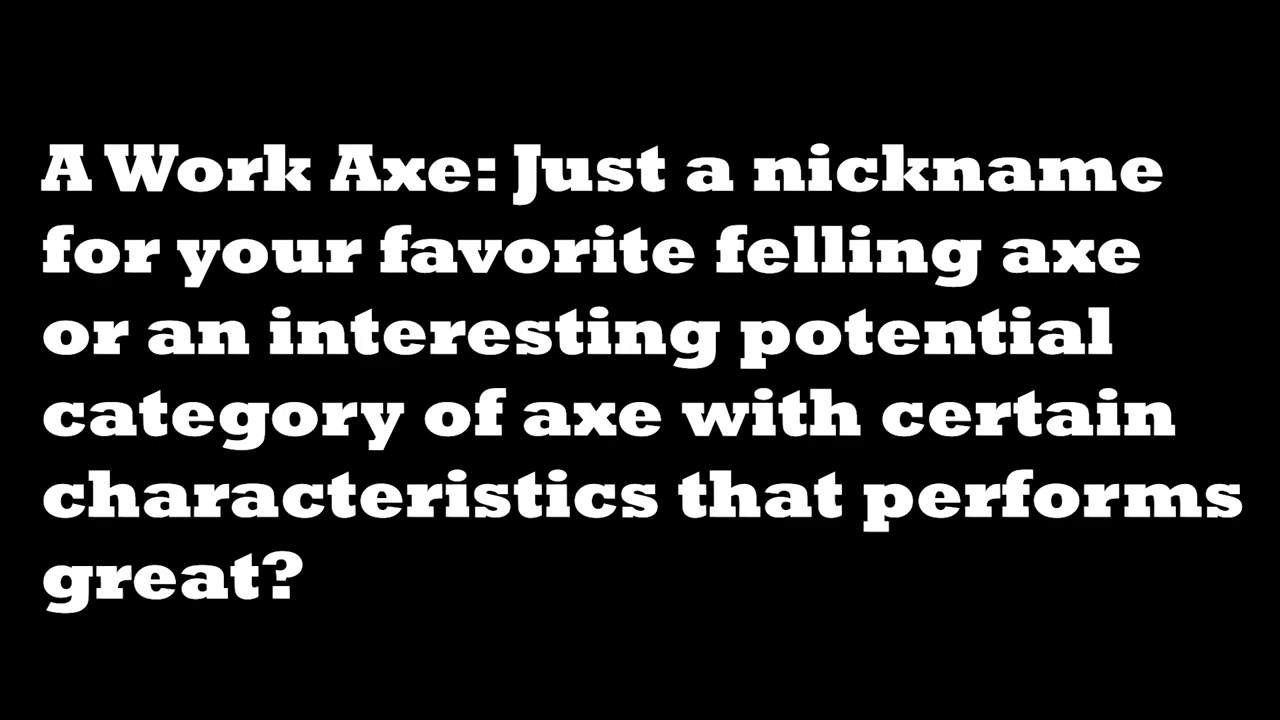 A Work Axe: Just a nickname
for your favorite felling axe
or an interesting potential
category of axe with certain
characteristics that performs
great?